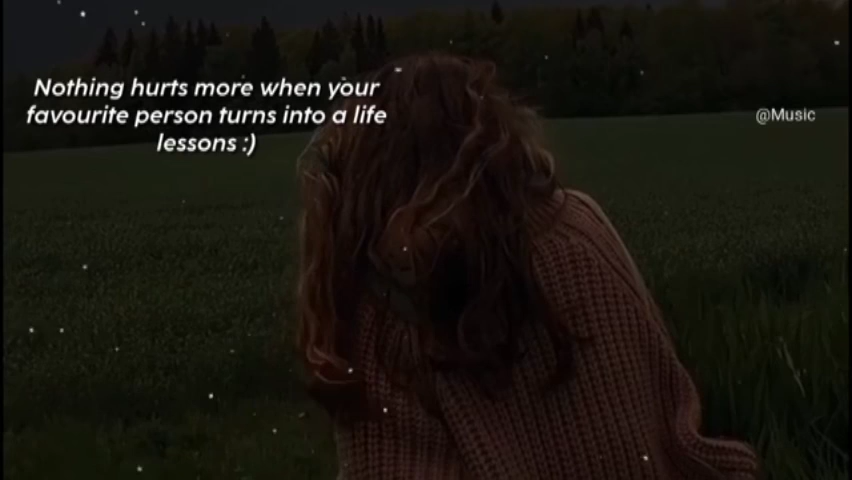 Nothing hurts more when your
favourite person turns into a life
lessons :)
@Music